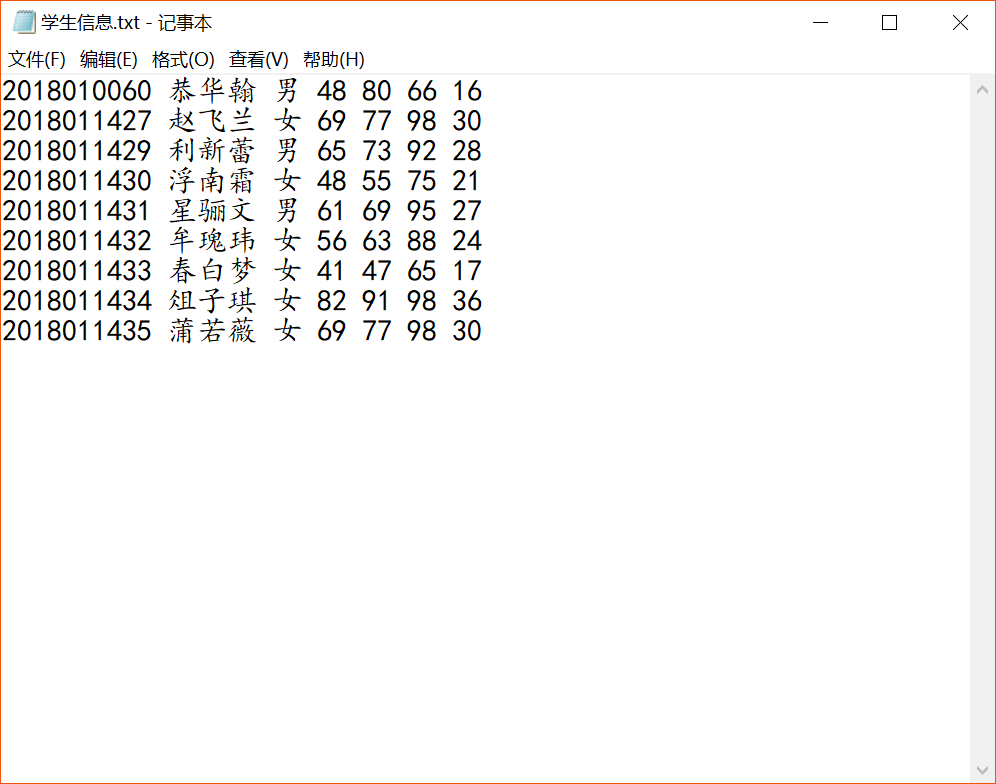 学生信息.txt - 记事本
文件(F) 编辑(E) 格式(O) 查看(V) 帮助(H)
2018010060 恭华翰 男 48 80 66 16
2018011427 赵飞兰 女 69 77 98 30
2018011429 利新蕾 男 65 73 92 28
2018011430 浮南霜 女 48 55 75 21
2018011431 星骊文 男 61 69 95 27
2018011432 牟瑰玮 女 56 63 88 24
2018011433 春白梦 女 41 47 65 17
2018011434 俎子琪 女 82 91 98 36
2018011435 蒲若薇 女 69 77 98 30